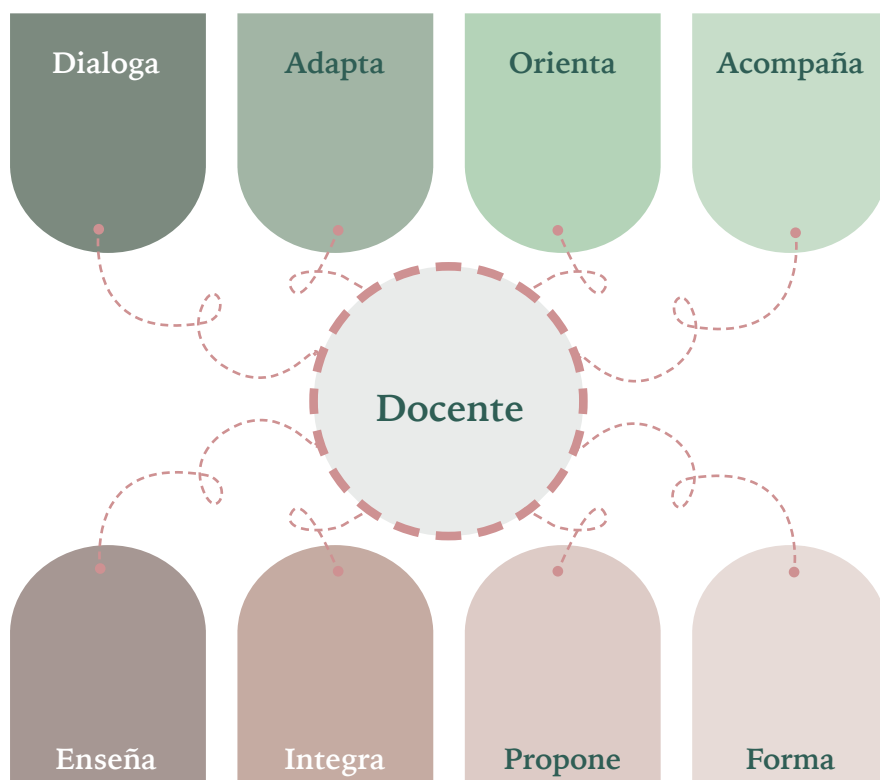 Dialoga
Adapta
Orienta
Acompaña
Docente
Enseña
Integra
Propone
Forma